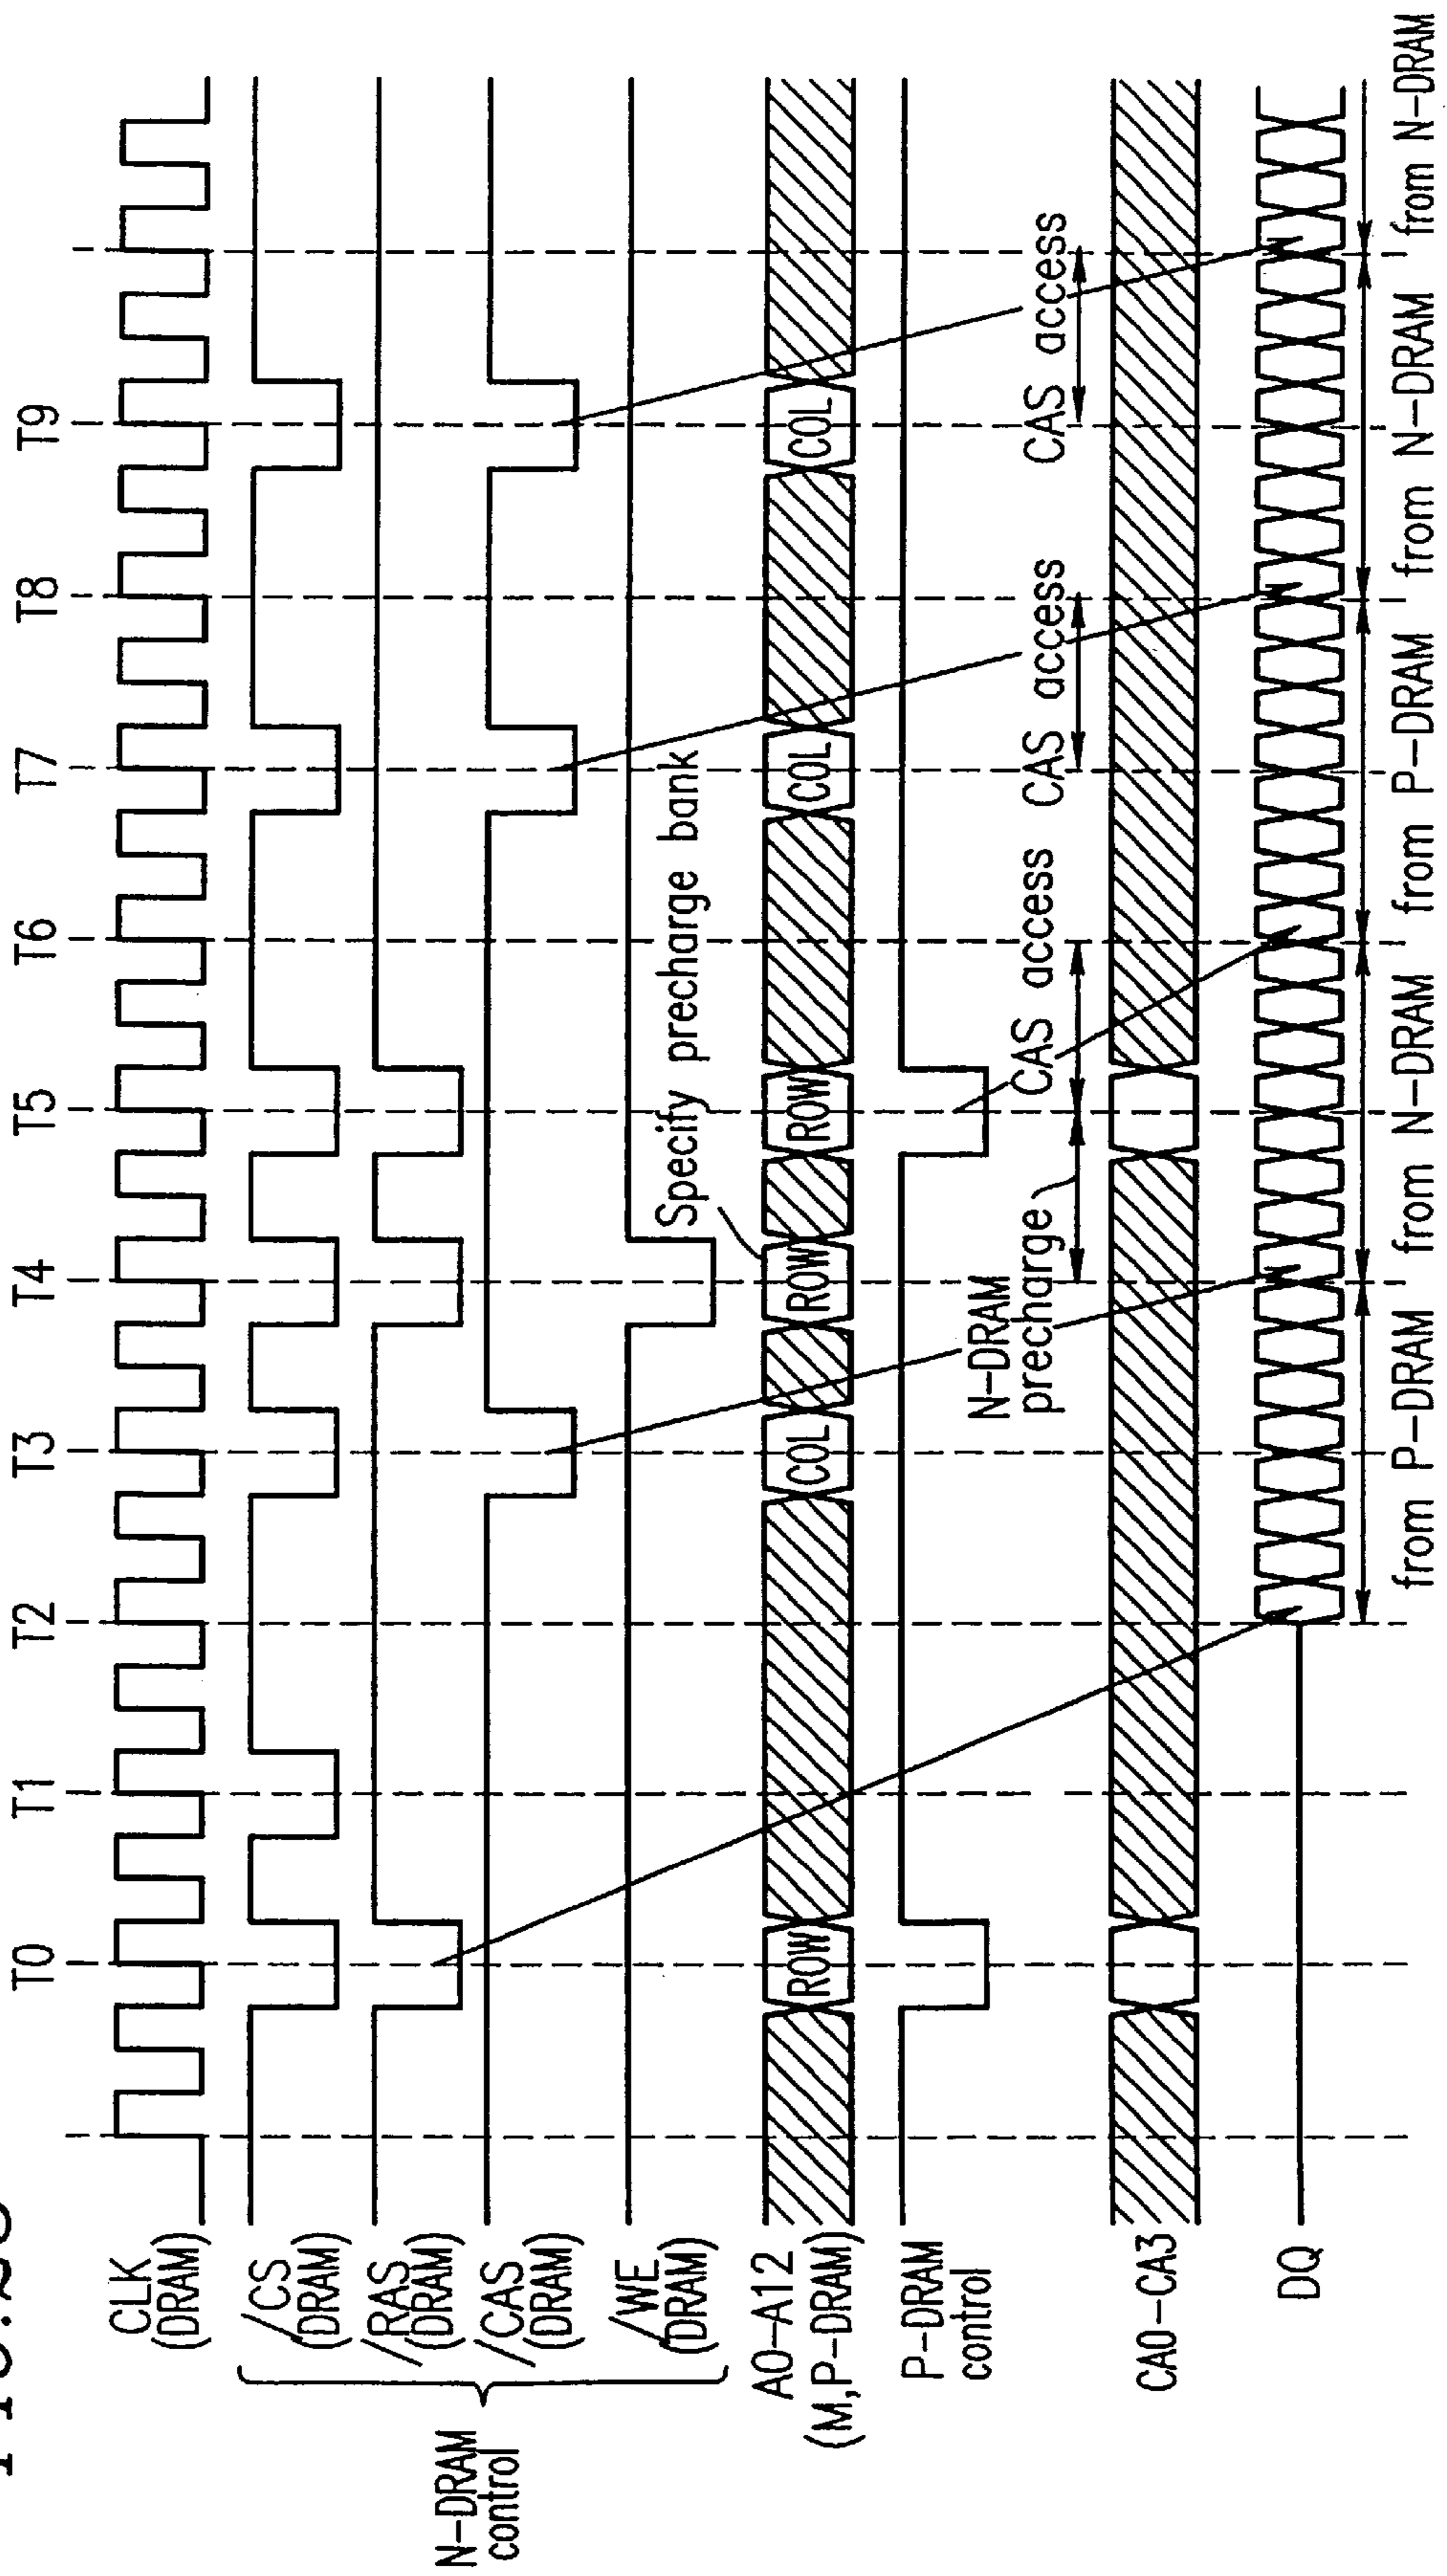 T0 T1 T2 T3 T4 T5 T6 T7 T8 T9
CLK
(DRAM)
N-DRAM
control
/CS
(DRAM)
/RAS
(DRAM)
/CAS
(DRAM)
/WE
(DRAM)
Specify precharge bank
A0-A12
(M,P-DRAM)
ROW COL ROW ROW COL COL
P-DRAM
control
N-DRAM
precharge
CAS access CAS access CAS access
CA0-CA3
DQ
from P-DRAM from N-DRAM from P-DRAM from N-DRAM from N-DRAM